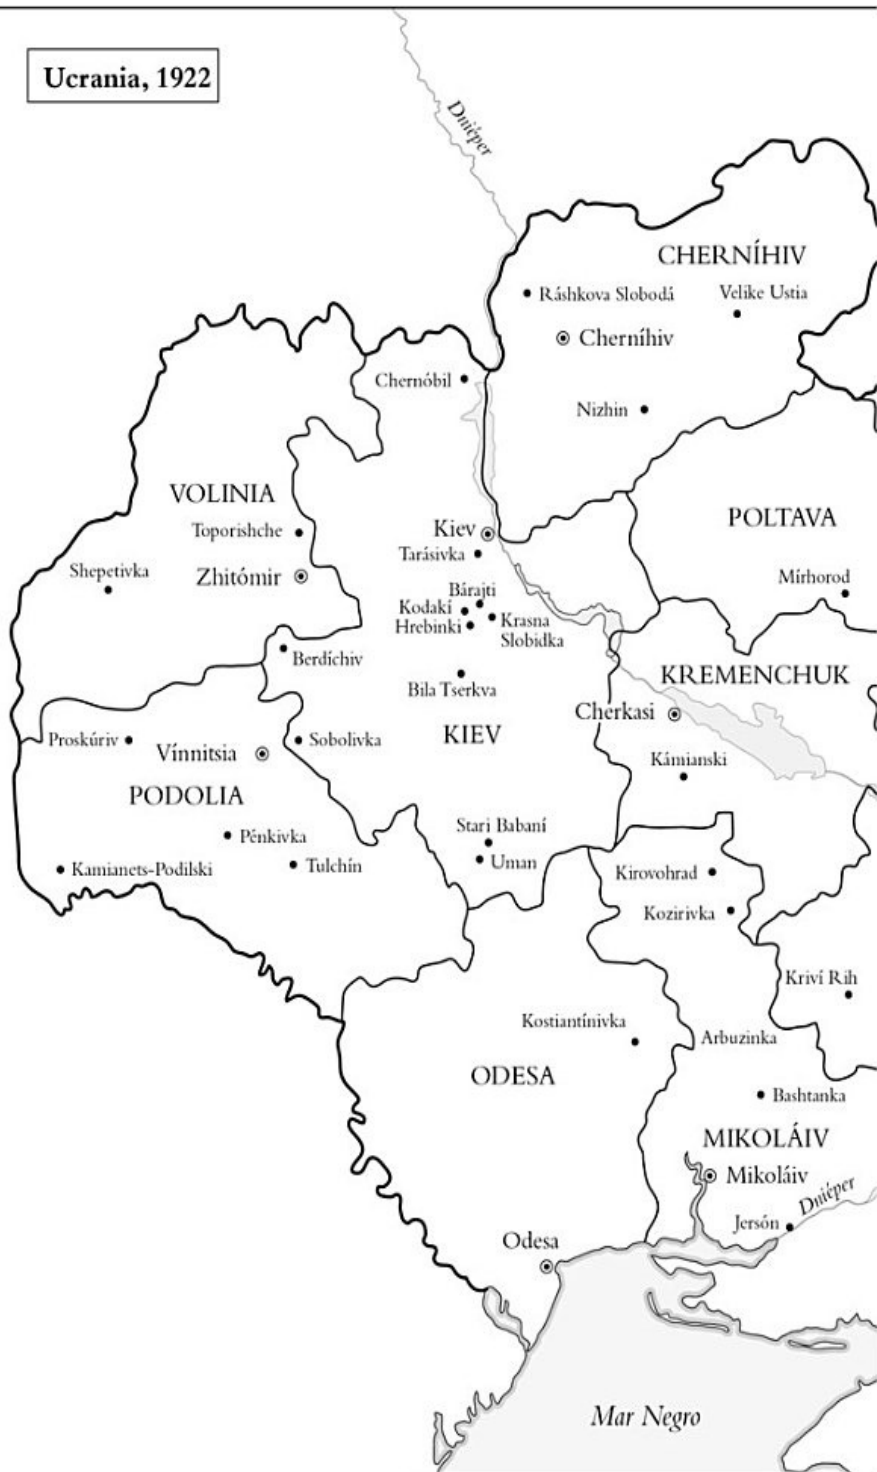 Ucrania, 1922
Dniéper
CHERNÍHIV
Ráshkova Slobodá
Velike Ustia
Cherníhiv
Chernóbil
Nizhin
VOLINIA
POLTAVA
Toporishche
Kiev
Tarásivka
Shepetivka
Zhitómir
Mírhorod
Bárajti
Kodakí
Hrebinki
Krasna
Slobidka
Berdíchiv
Bila Tserkva
KREMENCHUK
Cherkasi
KIEV
Proskúriv
Vínnitsia
Sobolivka
Kámianski
PODOLIA
Pénkivka
Stari Babaní
Uman
Kamianets-Podilski
Tulchín
Kirovohrad
Kozirivka
Kriví Rih
Kostiantínivka
Arbuzinka
ODESA
Bashtanka
MIKOLÁIV
Mikoláiv
Dniéper
Jersón
Odesa
Mar Negro